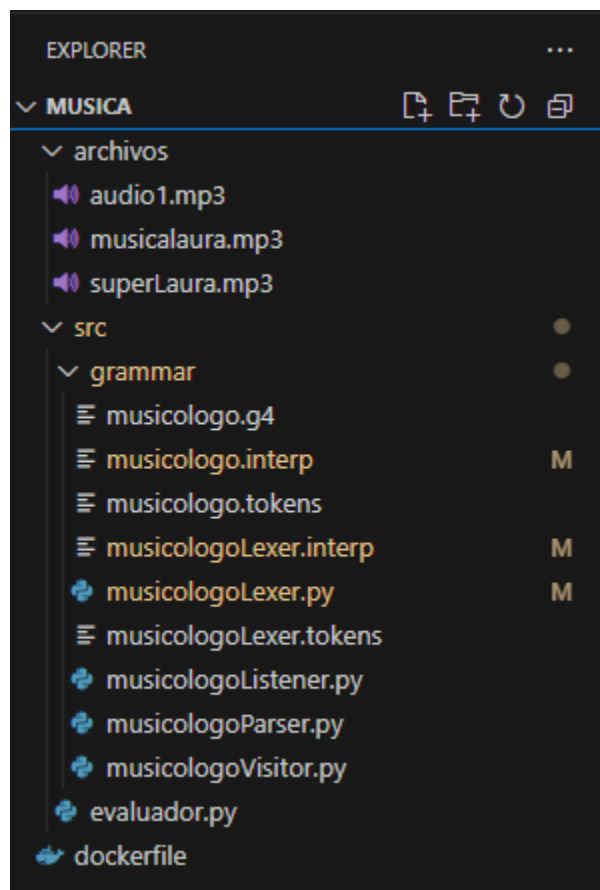 EXPLORER
MUSICA
archivos
audio1.mp3
musicalaura.mp3
superLaura.mp3
src
grammar
musicologo.g4
musicologo.interp M
musicologo.tokens
musicologoLexer.interp M
musicologoLexer.py M
musicologoLexer.tokens
musicologoListener.py
musicologoParser.py
musicologoVisitor.py
evaluador.py
dockerfile